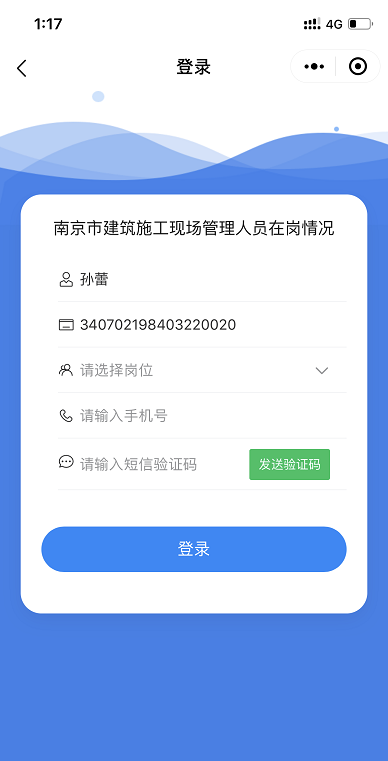 1:17
4G
登录
南京市建筑施工现场管理人员在岗情况
孙蕾
340702198403220020
请选择岗位
请输入手机号
请输入短信验证码
发送验证码
登录